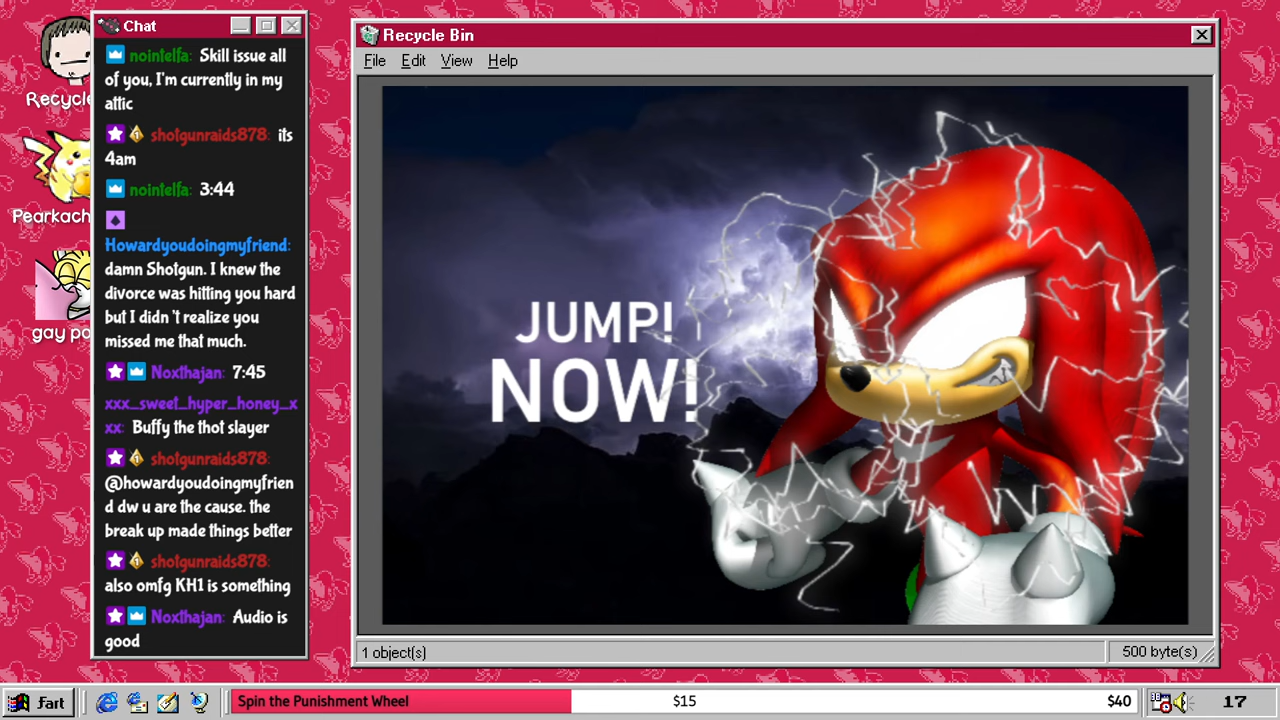 Chat
nointelfa: Skill issue all
of you, I'm currently in my
attic
shotgunraids878: its
4am
nointelfa: 3:44
Howardyoudoingmyfriend:
damn Shotgun. I knew the
divorce was hitting you hard
but I didn't realize you
missed me that much.
Noxthajan: 7:45
xxx_sweet_hyper_honey_x
xx: Buffy the thot slayer
shotgunraids878:
@howardyoudoingmyfrien
d dw u are the cause. the
break up made things better
shotgunraids878:
also omfg KH1 is something
Noxthajan: Audio is
good
Recycle
Pearkach
gay po
Recycle Bin
File Edit View Help
JUMP!
NOW!
1 object(s)
500 byte(s)
fart
Spin the Punishment Wheel
$15
$40
17